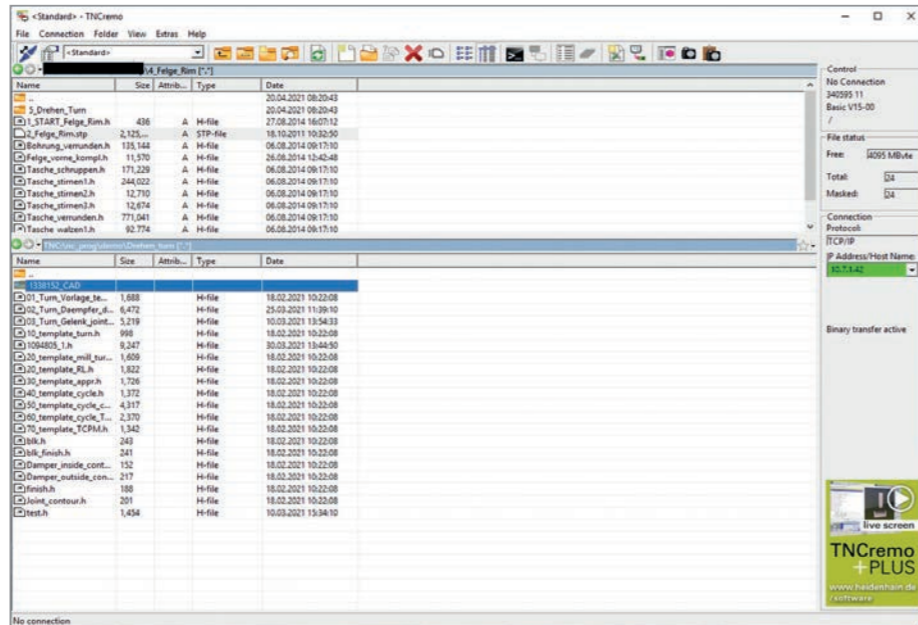 <Standard> - TNCremo
File Connection Folder View Extras Help
<Standard>
\4_Felge_Rim [*.*]
Name Size Attrib... Type Date
.. 20.04.2021 08:20:43
5_Drehen_Turn 20.04.2021 08:20:43
1_START_Felge_Rim.h 436 A H-file 27.08.2014 16:07:12
2_Felge_Rim.stp 2,125,... A STP-file 18.10.2011 10:32:50
Bohrung_verrunden.h 135,144 A H-file 06.08.2014 09:17:10
Felge_vorne_kompl.h 11,570 A H-file 26.08.2014 12:42:48
Tasche_schruppen.h 171,229 A H-file 06.08.2014 09:17:10
Tasche_stirnen1.h 244,022 A H-file 06.08.2014 09:17:10
Tasche_stirnen2.h 12,710 A H-file 06.08.2014 09:17:10
Tasche_stirnen3.h 12,674 A H-file 06.08.2014 09:17:10
Tasche_verrunden.h 771,041 A H-file 06.08.2014 09:17:10
Tasche walzen1.h 92.774 A H-file 06.08.2014 09:17:10
TNC:\nc_prog\demo\Drehen_turn [*.*]
Name Size Attrib... Type Date
..
1338152_CAD
01_Turn_Vorlage_te... 1,688 H-file 18.02.2021 10:22:08
02_Turn_Daempfer_d... 6,472 H-file 25.03.2021 11:39:10
03_Turn_Gelenk_joint... 5,219 H-file 10.03.2021 13:54:33
10_template_turn.h 998 H-file 18.02.2021 10:22:08
1094805_1.h 9,247 H-file 30.03.2021 13:44:50
20_template_mill_tur... 1,609 H-file 18.02.2021 10:22:08
20_template_RL.h 1,822 H-file 18.02.2021 10:22:08
30_template_appr.h 1,726 H-file 18.02.2021 10:22:08
40_template_cycle.h 1,372 H-file 18.02.2021 10:22:08
50_template_cycle_c... 4,317 H-file 18.02.2021 10:22:08
60_template_cycle_T... 2,370 H-file 18.02.2021 10:22:08
70_template_TCPM.h 1,342 H-file 18.02.2021 10:22:08
blk.h 243 H-file 18.02.2021 10:22:08
blk_finish.h 241 H-file 18.02.2021 10:22:08
Damper_inside_cont... 152 H-file 18.02.2021 10:22:08
Damper_outside_con... 217 H-file 18.02.2021 10:22:08
finish.h 188 H-file 18.02.2021 10:22:08
Joint_contour.h 201 H-file 18.02.2021 10:22:08
test.h 1,454 H-file 10.03.2021 15:34:10
No connection
Control
No Connection
340595 11
Basic V15-00
/
File status
Free: 4095 MByte
Total: 24
Masked: 24
Connection
Protocol:
TCP/IP
IP Address/Host Name:
10.7.1.42
Binary transfer active
live screen
TNCremo
+PLUS
www.heidenhain.de
/software